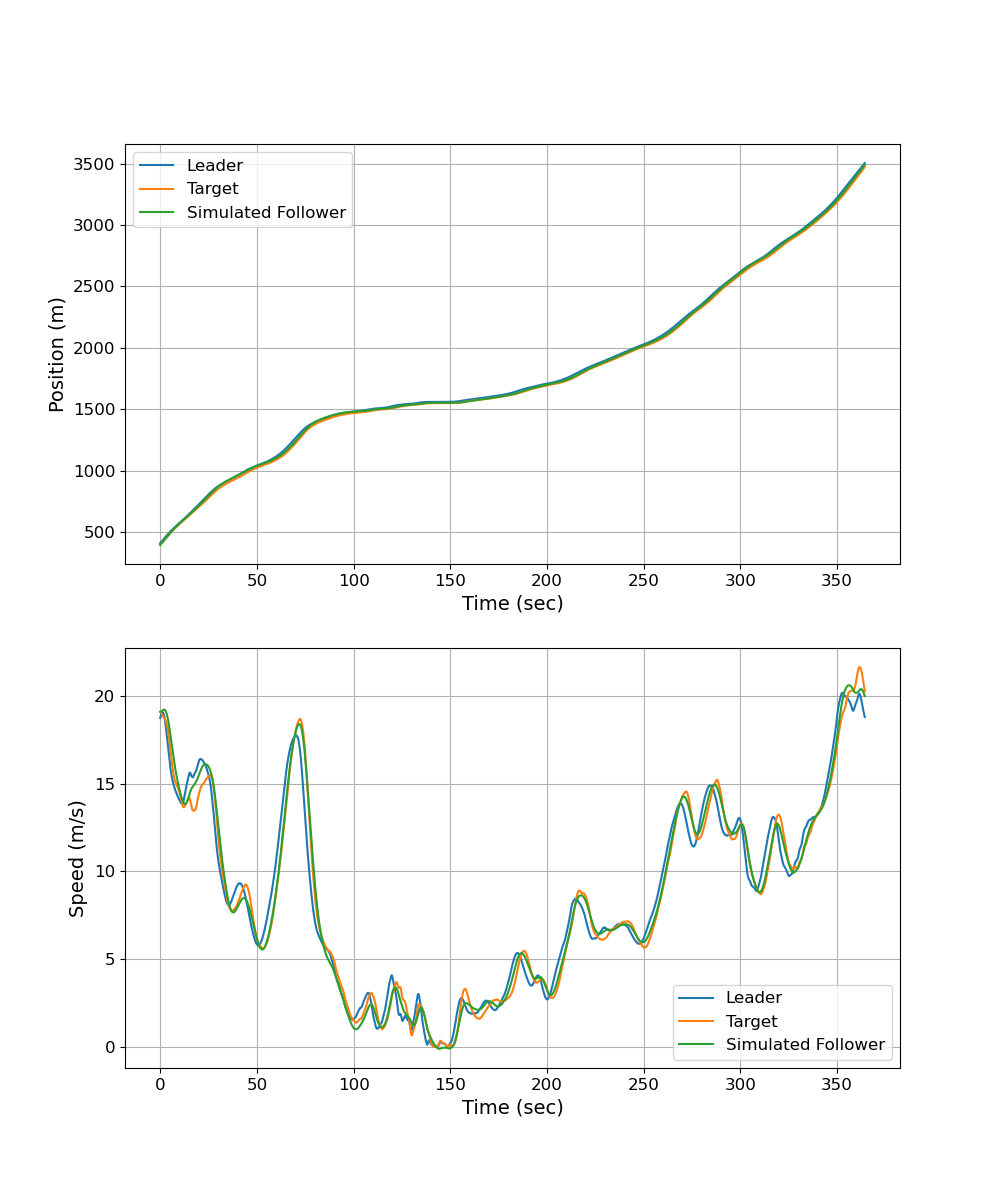 Leader
Target
Simulated Follower
3500
3000
2500
2000
1500
1000
500
Position (m)
0 50 100 150 200 250 300 350
Time (sec)
20
15
10
5
0
Speed (m/s)
Leader
Target
Simulated Follower
0 50 100 150 200 250 300 350
Time (sec)